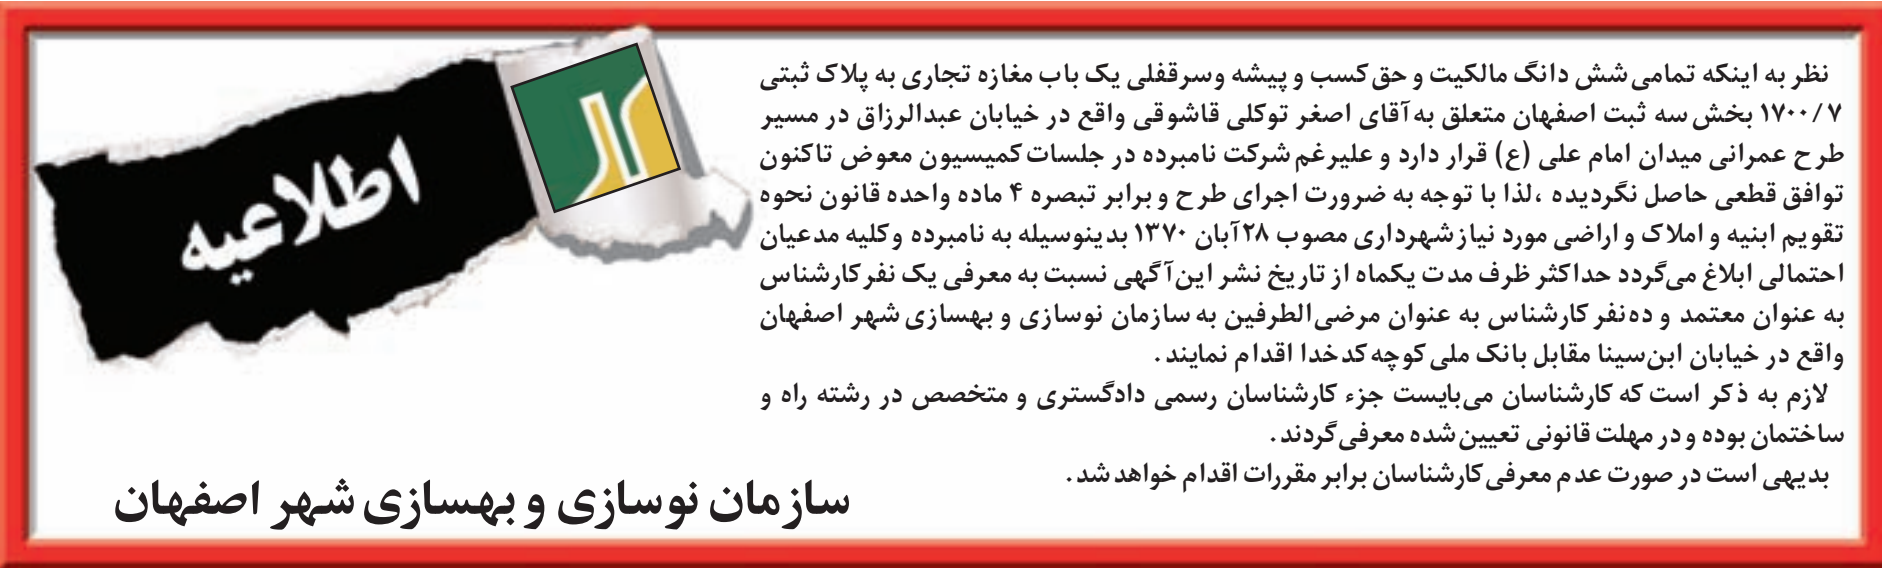 اطلاعیه
نظر به اینکه تمامی شش دانگ مالکیت و حق کسب و پیشه وسرقفلی یک باب مغازه تجاری به پلاک ثبتی
۱۷۰۰/۷ بخش سه ثبت اصفهان متعلق به آقای اصغر توکلی قاشوقی واقع در خیابان عبدالرزاق در مسیر
طرح عمرانی میدان امام علی (ع) قرار دارد و علیرغم شرکت نامبرده در جلسات کمیسیون معوض تاکنون
توافق قطعی حاصل نگردیده ،لذا با توجه به ضرورت اجرای طرح و برابر تبصره ۴ ماده واحده قانون نحوه
تقویم ابنیه و املاک و اراضی مورد نیاز شهرداری مصوب ۲۸آبان ۱۳۷۰ بدینوسیله به نامبرده وکلیه مدعیان
احتمالی ابلاغ می‌گردد حداکثر ظرف مدت یکماه از تاریخ نشر این آگهی نسبت به معرفی یک نفر کارشناس
به عنوان معتمد و ده‌نفر کارشناس به عنوان مرضی‌الطرفین به سازمان نوسازی و بهسازی شهر اصفهان
واقع در خیابان ابن‌سینا مقابل بانک ملی کوچه کدخدا اقدام نمایند .
لازم به ذکر است که کارشناسان می‌بایست جزء کارشناسان رسمی دادگستری و متخصص در رشته راه و
ساختمان بوده و در مهلت قانونی تعیین شده معرفی گردند .
بدیهی است در صورت عدم معرفی کارشناسان برابر مقررات اقدام خواهد شد .
سازمان نوسازی و بهسازی شهر اصفهان